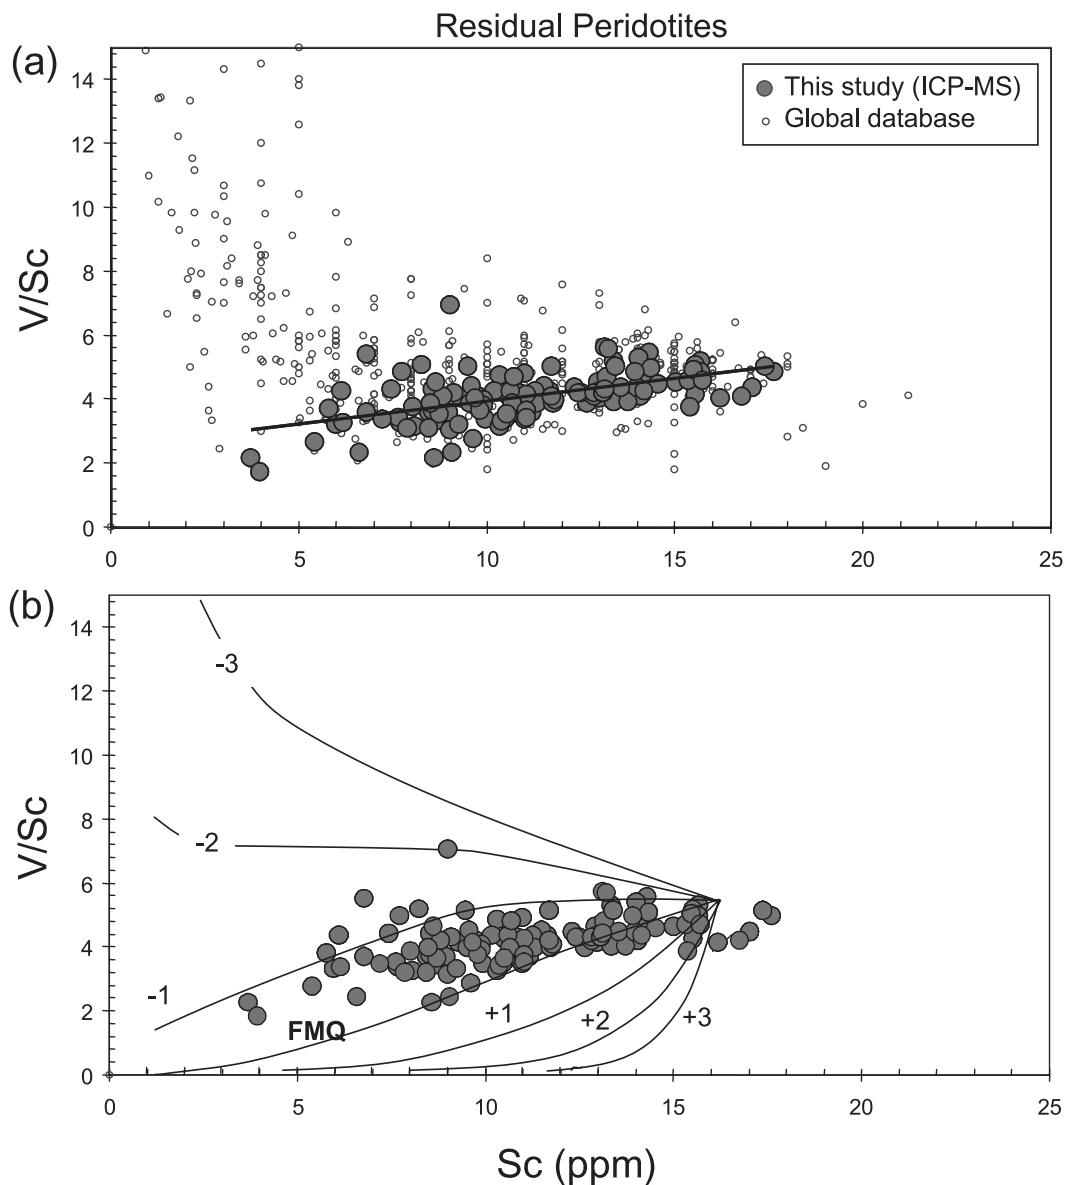 Residual Peridotites
(a)
This study (ICP-MS)
Global database
V/Sc
14
12
10
8
6
4
2
0
0 5 10 15 20 25
(b)
V/Sc
14
12
10
8
6
4
2
0
-3
-2
-1
FMQ
+1
+2
+3
0 5 10 15 20 25
Sc (ppm)